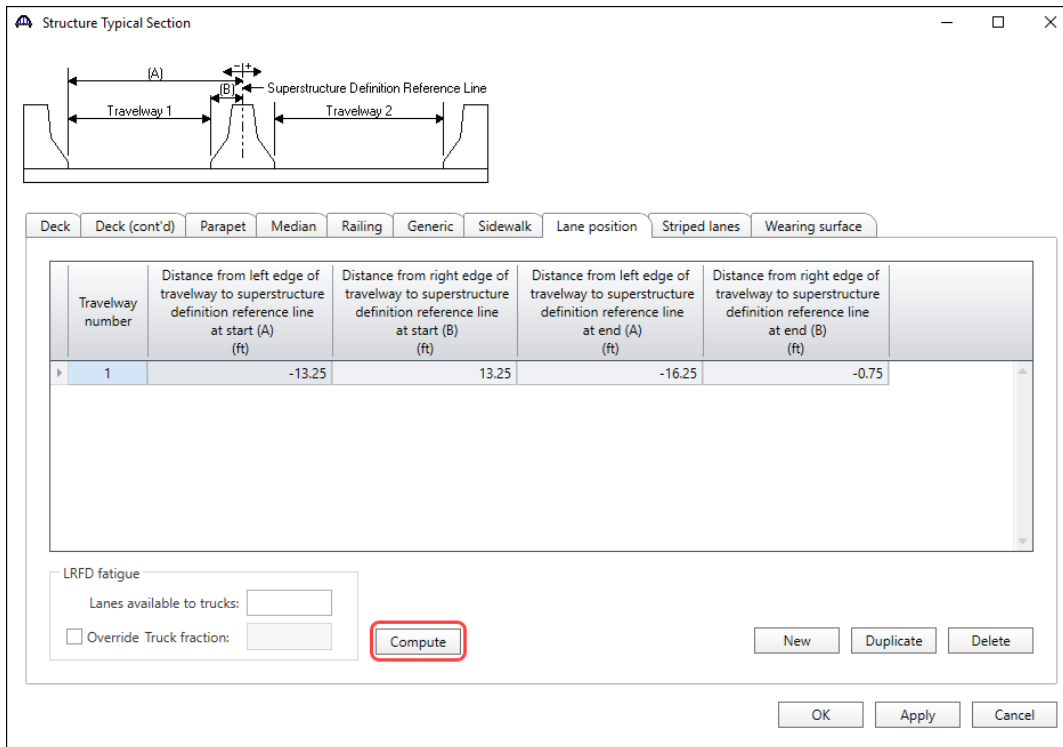 Structure Typical Section
(A)
-|+
(B)
Superstructure Definition Reference Line
Travelway 1
Travelway 2
Deck
Deck (cont'd)
Parapet
Median
Railing
Generic
Sidewalk
Lane position
Striped lanes
Wearing surface
Travelway
number
Distance from left edge of
travelway to superstructure
definition reference line
at start (A)
(ft)
Distance from right edge of
travelway to superstructure
definition reference line
at start (B)
(ft)
Distance from left edge of
travelway to superstructure
definition reference line
at end (A)
(ft)
Distance from right edge of
travelway to superstructure
definition reference line
at end (B)
(ft)
1
-13.25
13.25
-16.25
-0.75
LRFD fatigue
Lanes available to trucks:
Override Truck fraction:
Compute
New
Duplicate
Delete
OK
Apply
Cancel